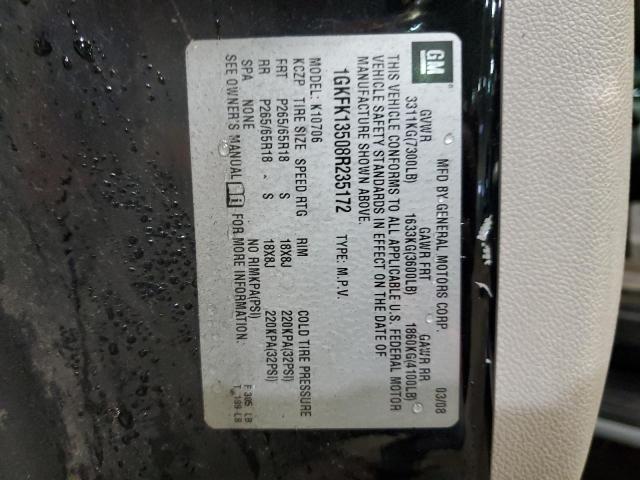 GM
MFD BY GENERAL MOTORS CORP. 03/08
GVWR GAWR FRT GAWR RR
3311KG(7300LB) 1633KG(3600LB) 1860KG(4100LB)
THIS VEHICLE CONFORMS TO ALL APPLICABLE U.S. FEDERAL MOTOR
VEHICLE SAFETY STANDARDS IN EFFECT ON THE DATE OF
MANUFACTURE SHOWN ABOVE.
1GKFK13508R235172 TYPE: M.P.V.
MODEL: K10706
KCZP TIRE SIZE SPEED RTG RIM COLD TIRE PRESSURE
FRT P265/65R18 S 18X8J 220KPA(32PSI)
RR P265/65R18 S 18X8J 220KPA(32PSI)
SPA NONE NO RIMKPA(PSI)
SEE OWNER'S MANUAL FOR MORE INFORMATION.